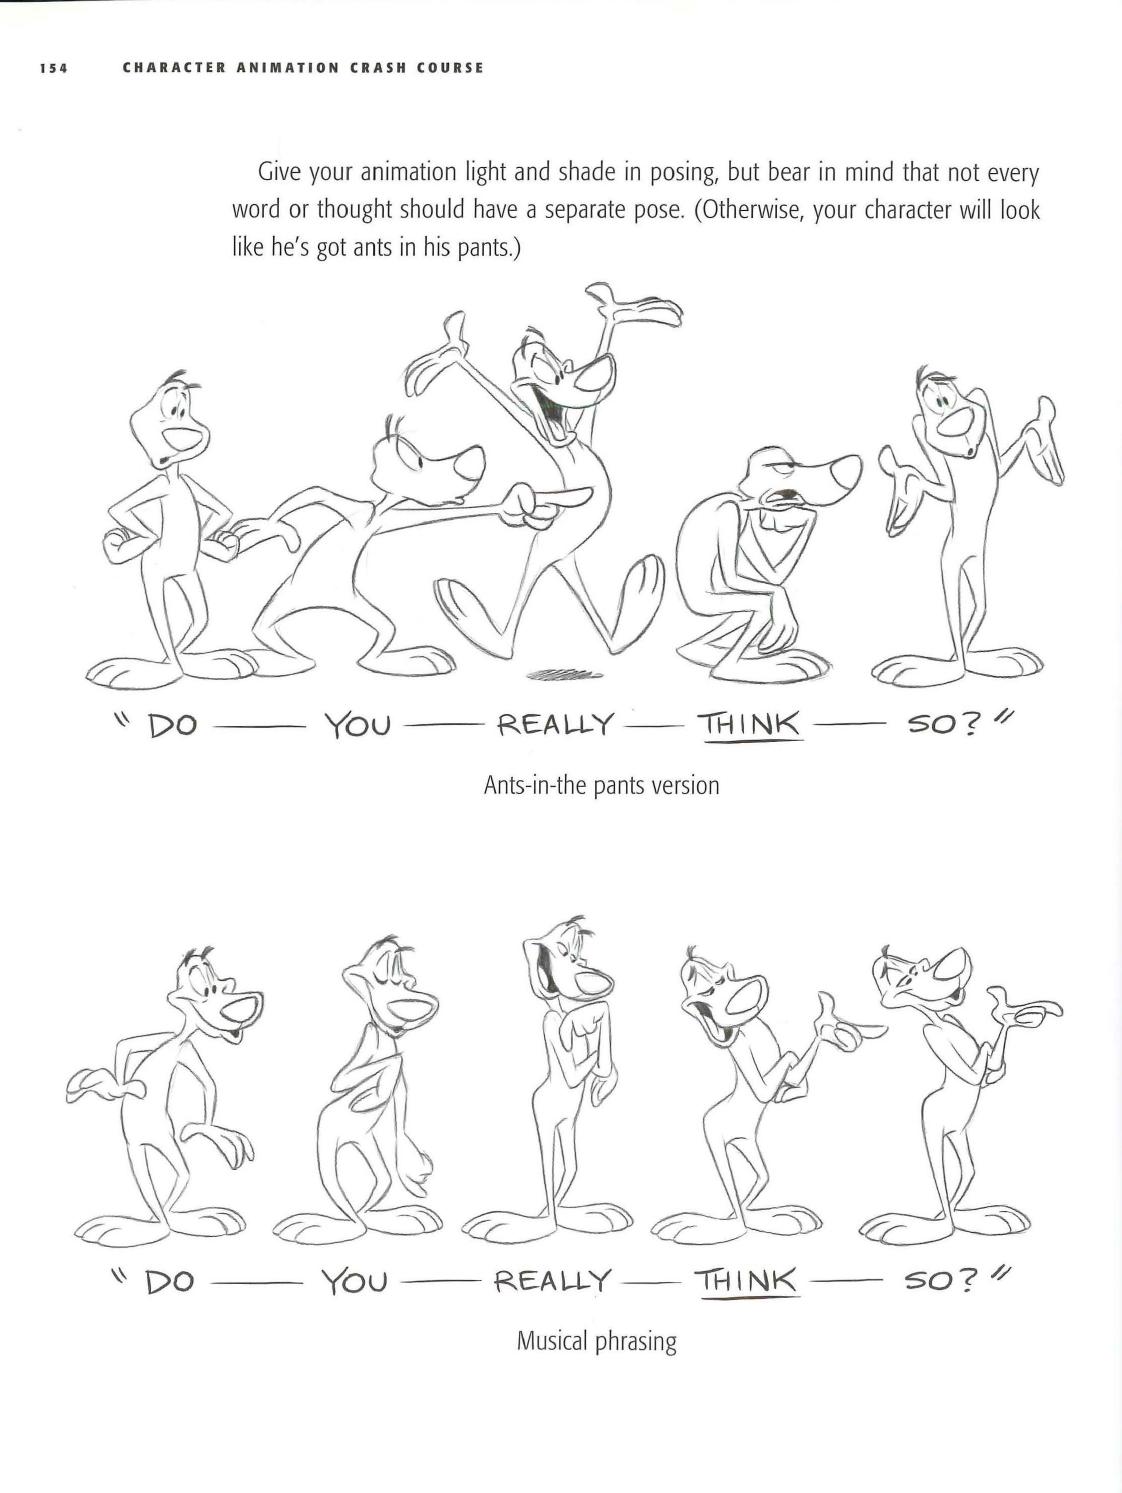 154 CHARACTER ANIMATION CRASH COURSE
Give your animation light and shade in posing, but bear in mind that not every
word or thought should have a separate pose. (Otherwise, your character will look
like he's got ants in his pants.)
"DO — YOU — REALLY — THINK — SO?"
Ants-in-the pants version
"DO — YOU — REALLY — THINK — SO?"
Musical phrasing